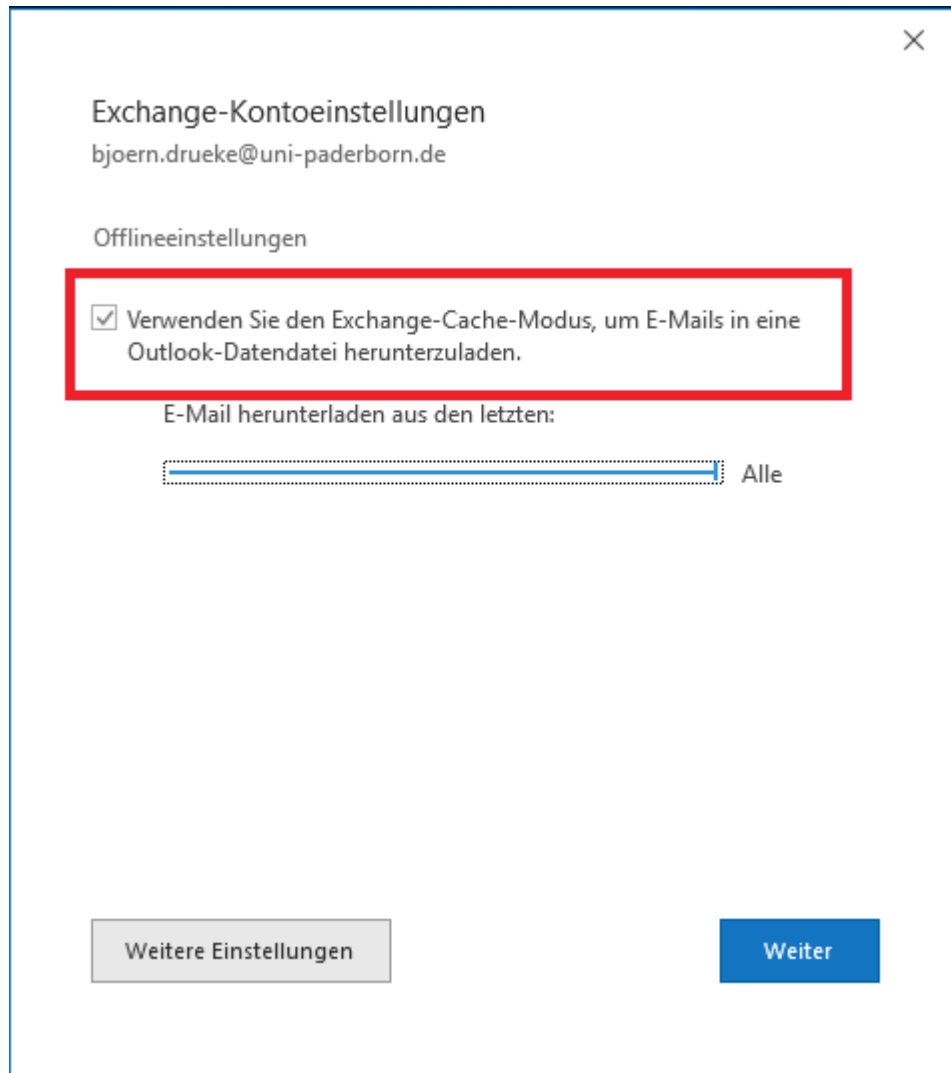 Exchange-Kontoeinstellungen
bjoern.drueke@uni-paderborn.de
Offlineeinstellungen
Verwenden Sie den Exchange-Cache-Modus, um E-Mails in eine
Outlook-Datendatei herunterzuladen.
E-Mail herunterladen aus den letzten:
Alle
Weitere Einstellungen
Weiter